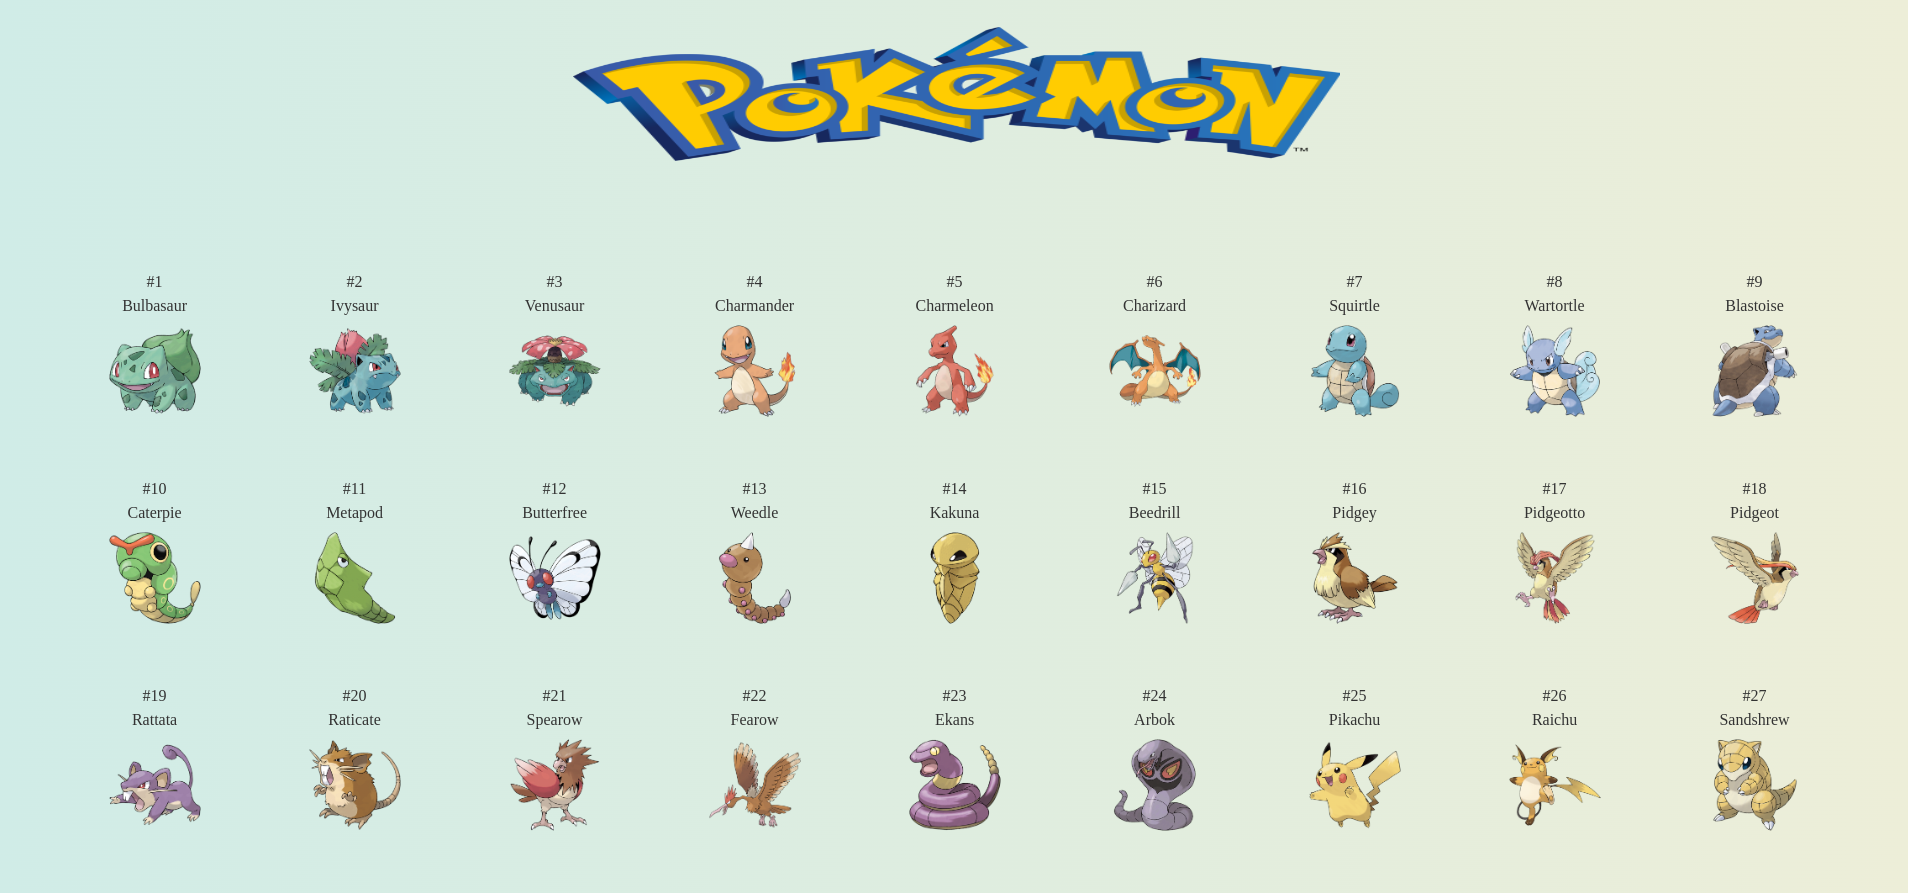 POKéMON
TM
#1 #2 #3 #4 #5 #6 #7 #8 #9
Bulbasaur Ivysaur Venusaur Charmander Charmeleon Charizard Squirtle Wartortle Blastoise
#10 #11 #12 #13 #14 #15 #16 #17 #18
Caterpie Metapod Butterfree Weedle Kakuna Beedrill Pidgey Pidgeotto Pidgeot
#19 #20 #21 #22 #23 #24 #25 #26 #27
Rattata Raticate Spearow Fearow Ekans Arbok Pikachu Raichu Sandshrew